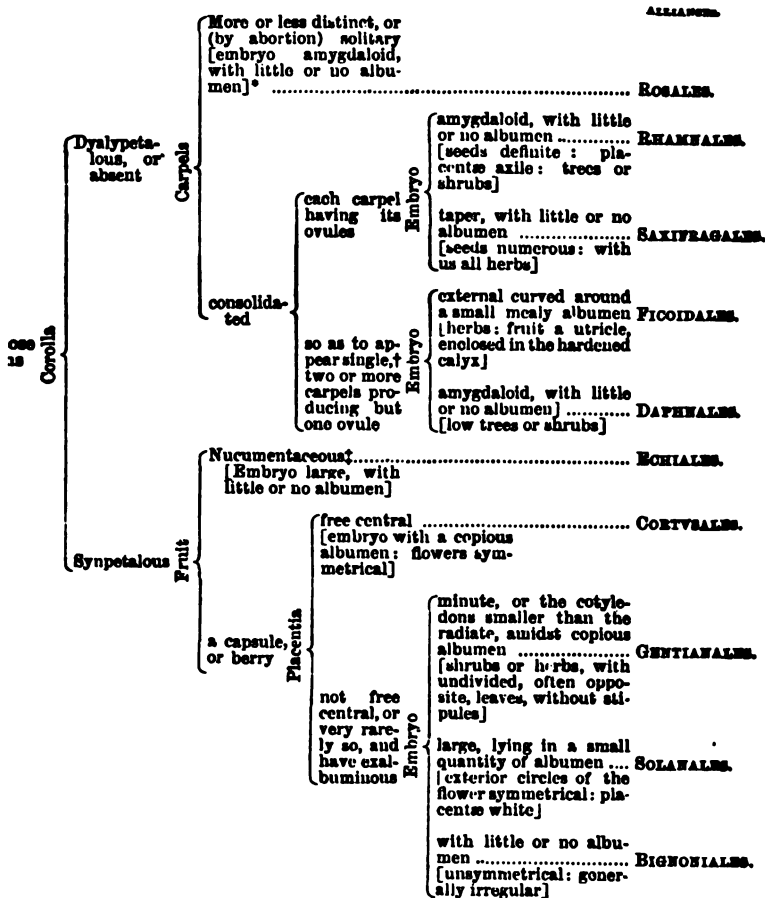 ALLIANCES.
More or less distinct, or
(by abortion) solitary
[embryo amygdaloid,
with little or no albu-
men]* ........ ROSALES.
Dyalypeta-
lous, or
absent
Carpels
amygdaloid, with little
or no albumen ........ RHAMNALES.
[seeds definite : pla-
centæ axile: trees or
shrubs]
each carpel
having its
ovules
Embryo
taper, with little or no
albumen ........ SAXIFRAGALES.
[seeds numerous: with
us all herbs]
consolida-
ted
external curved around
a small mealy albumen FICOIDALES.
[herbs: fruit a utricle,
enclosed in the hardened
calyx]
so as to ap-
pear single,†
two or more
carpels pro-
ducing but
one ovule
Embryo
amygdaloid, with little
or no albumen] ........ DAPHNALES.
[low trees or shrubs]
Corolla
Nucumentaceous‡ ........ ECHIALES.
[Embryo large, with
little or no albumen]
Synpetalous
Fruit
free central ........ CORTVSALES.
[embryo with a copious
albumen: flowers sym-
metrical]
a capsule,
or berry
Placentia
minute, or the cotyle-
dons smaller than the
radiate, amidst copious
albumen ........ GENTIANALES.
[shrubs or herbs, with
undivided, often oppo-
site, leaves, without sti-
pules]
not free
central, or
very rare-
ly so, and
have exal-
buminous
Embryo
large, lying in a small
quantity of albumen .... SOLANALES.
[exterior circles of the
flower symmetrical: pla-
centæ white]
with little or no albu-
men ........ BIGNONIALES.
[unsymmetrical: goner-
ally irregular]